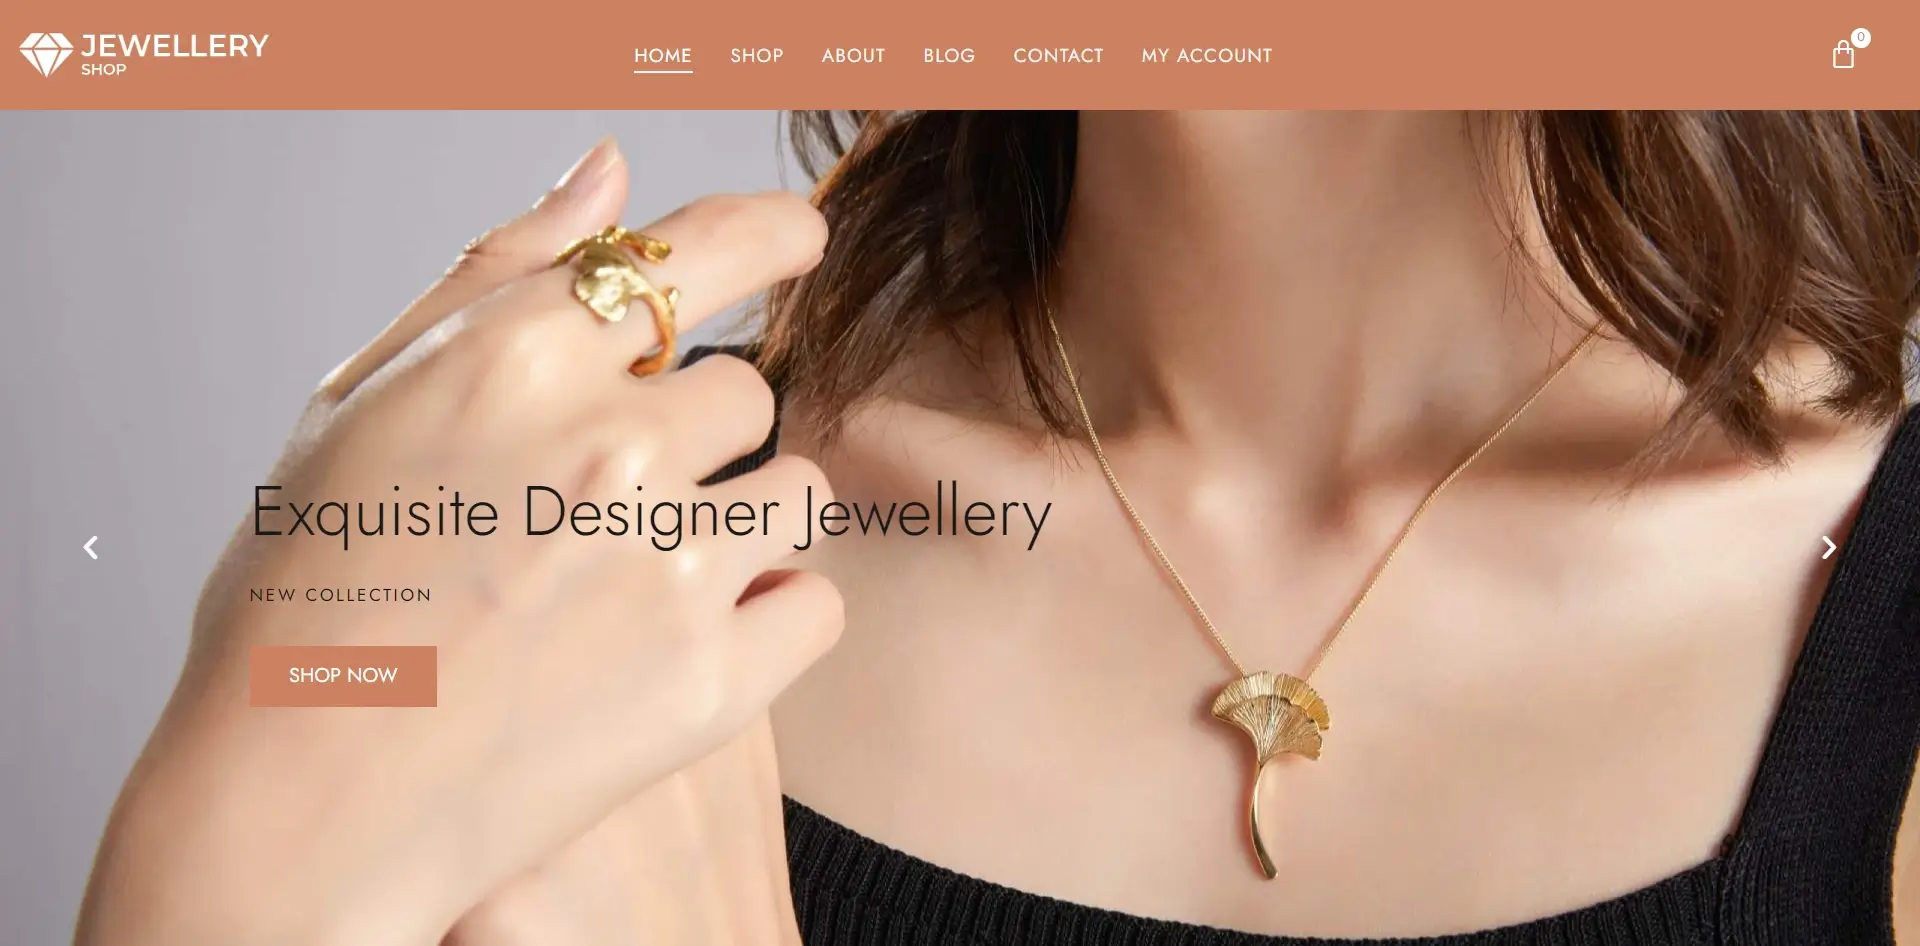 JEWELLERY
SHOP
HOME SHOP ABOUT BLOG CONTACT MY ACCOUNT
0
Exquisite Designer Jewellery
NEW COLLECTION
SHOP NOW